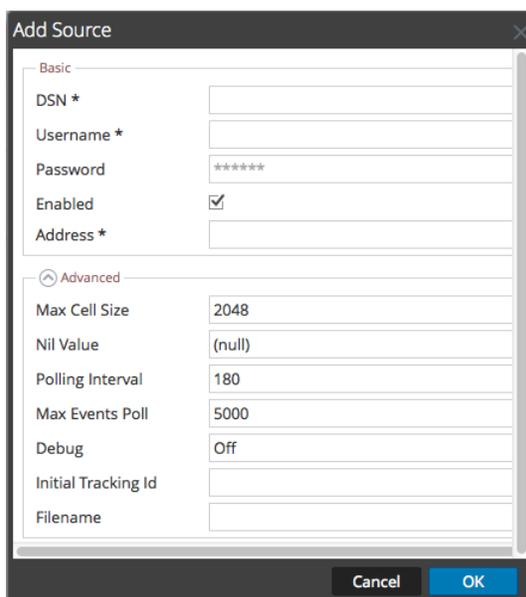 Add Source
Basic
DSN *
Username *
Password ******
Enabled
Address *
Advanced
Max Cell Size 2048
Nil Value (null)
Polling Interval 180
Max Events Poll 5000
Debug Off
Initial Tracking Id
Filename
Cancel OK